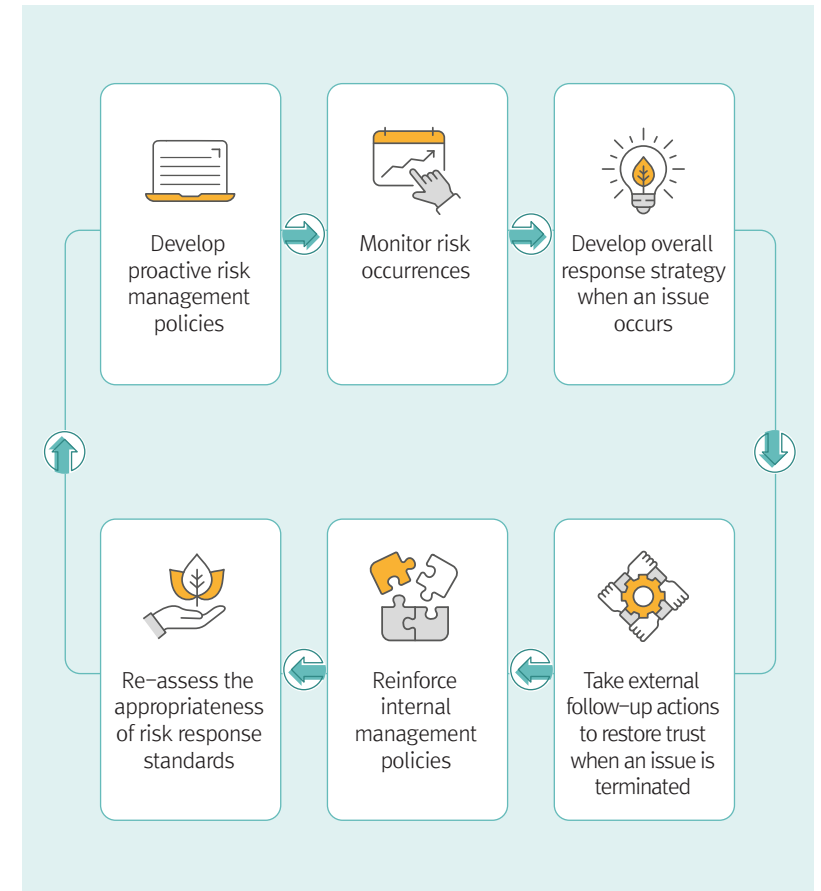 Develop
proactive risk
management
policies
Monitor risk
occurrences
Develop overall
response strategy
when an issue
occurs
Take external
follow-up actions
to restore trust
when an issue is
terminated
Reinforce
internal
management
policies
Re-assess the
appropriateness
of risk response
standards